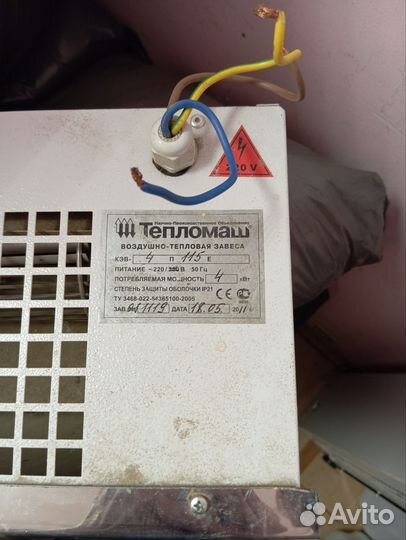 220 V
Научно-Производственное Объединение
Тепломаш
ВОЗДУШНО-ТЕПЛОВАЯ ЗАВЕСА
КЭВ- 4 П 115 Е
ПИТАНИЕ ~220/380 В 50 Гц
ПОТРЕБЛЯЕМАЯ МОЩНОСТЬ 4 кВт
СТЕПЕНЬ ЗАЩИТЫ ОБОЛОЧКИ IP21
ТУ 3468-022-54365100-2005
ЗАВ. № ДАТА 18.05. 2011 г.
CE
Avito